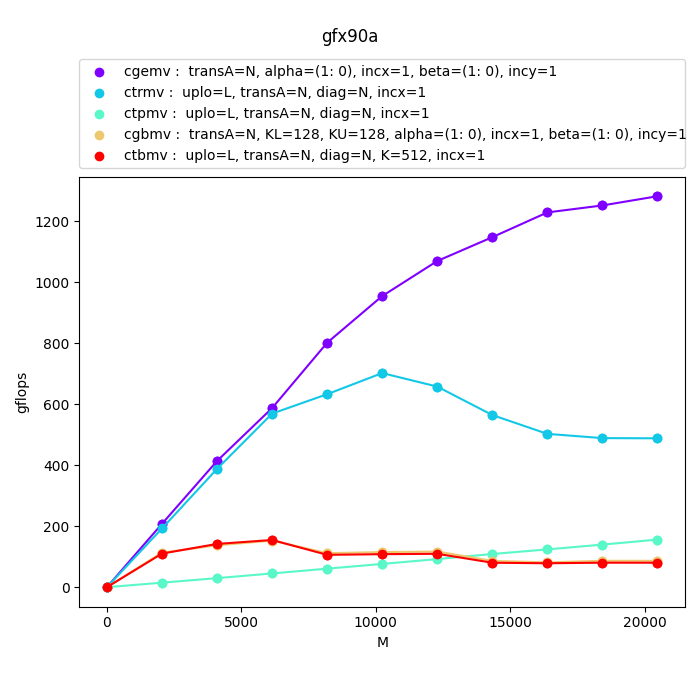 gfx90a
cgemv :  transA=N, alpha=(1: 0), incx=1, beta=(1: 0), incy=1
ctrmv :  uplo=L, transA=N, diag=N, incx=1
ctpmv :  uplo=L, transA=N, diag=N, incx=1
cgbmv :  transA=N, KL=128, KU=128, alpha=(1: 0), incx=1, beta=(1: 0), incy=1
ctbmv :  uplo=L, transA=N, diag=N, K=512, incx=1
1200
1000
800
600
400
200
0
gflops
0 5000 10000 15000 20000
M